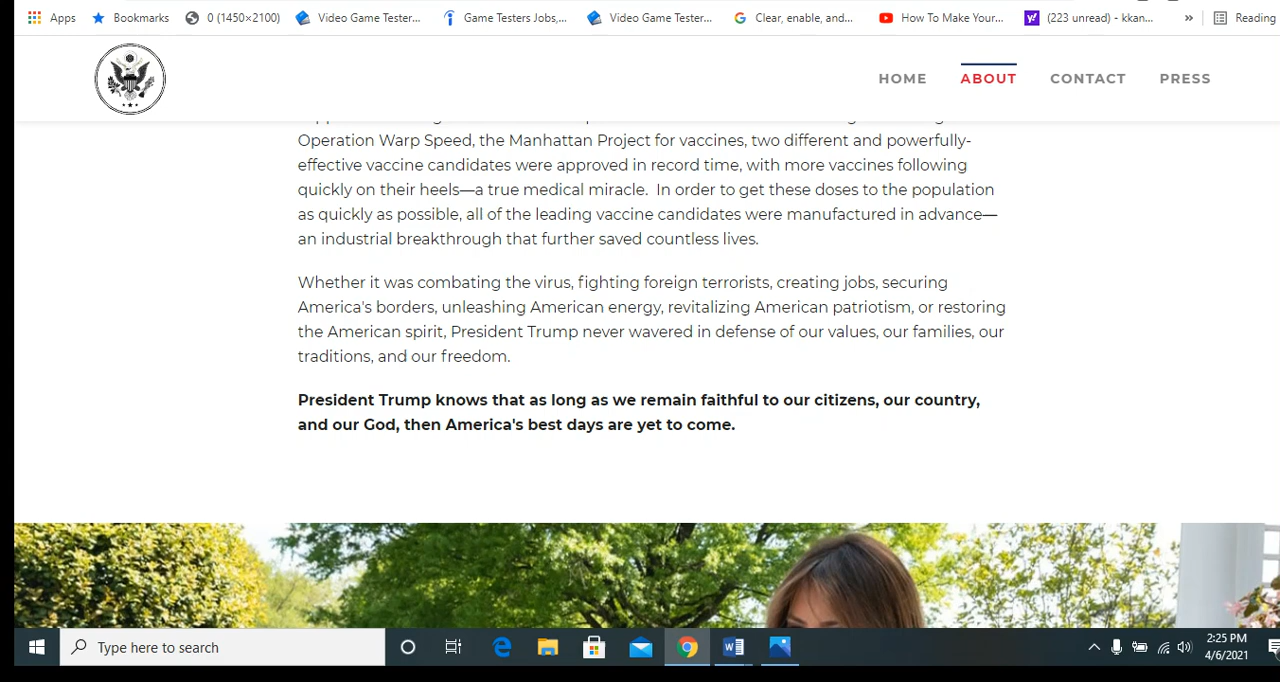 Apps
Bookmarks
0 (1450×2100)
Video Game Tester...
Game Testers Jobs,...
Video Game Tester...
Clear, enable, and...
How To Make Your...
(223 unread) - kkan...
»
Reading
HOME
ABOUT
CONTACT
PRESS
Operation Warp Speed, the Manhattan Project for vaccines, two different and powerfully-
effective vaccine candidates were approved in record time, with more vaccines following
quickly on their heels—a true medical miracle.  In order to get these doses to the population
as quickly as possible, all of the leading vaccine candidates were manufactured in advance—
an industrial breakthrough that further saved countless lives.
Whether it was combating the virus, fighting foreign terrorists, creating jobs, securing
America's borders, unleashing American energy, revitalizing American patriotism, or restoring
the American spirit, President Trump never wavered in defense of our values, our families, our
traditions, and our freedom.
President Trump knows that as long as we remain faithful to our citizens, our country,
and our God, then America's best days are yet to come.
Type here to search
2:25 PM
4/6/2021